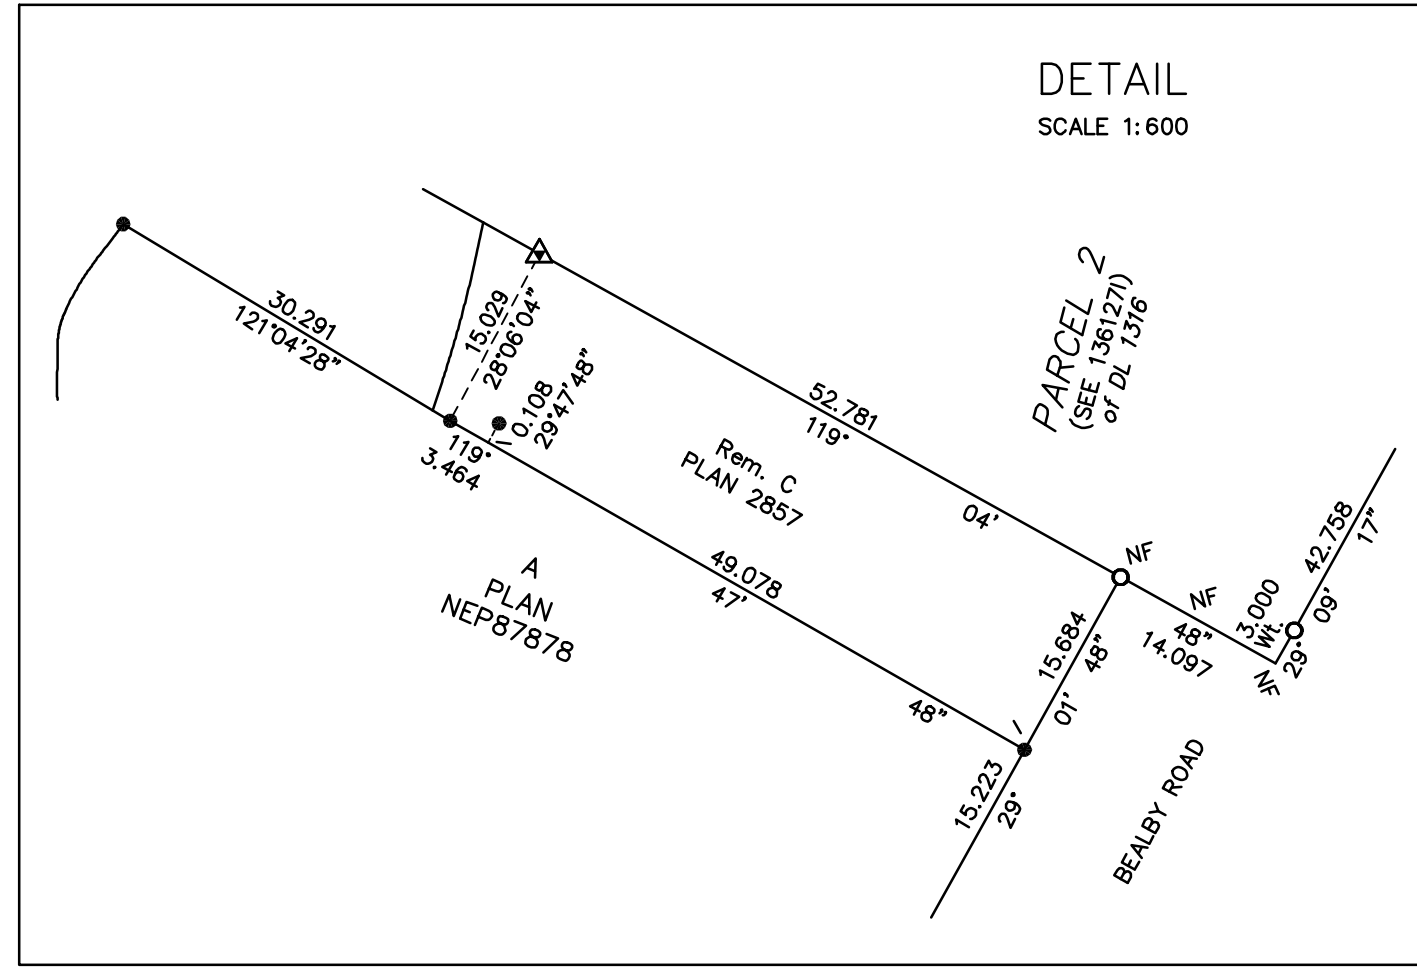 DETAIL
SCALE 1:600
30.291
121°04'28"
15.029
28°06'04"
0.108
29°47'48"
119°
3.464
52.781
119°
04'
PARCEL 2
(SEE 136127I)
of DL 1316
Rem. C
PLAN 2857
A
PLAN
NEP87878
49.078
47'
48"
NF
NF
48"
14.097
3.000
Wt.
NF
42.758
17"
09'
29°
15.684
48"
01'
15.223
29°
BEALBY ROAD